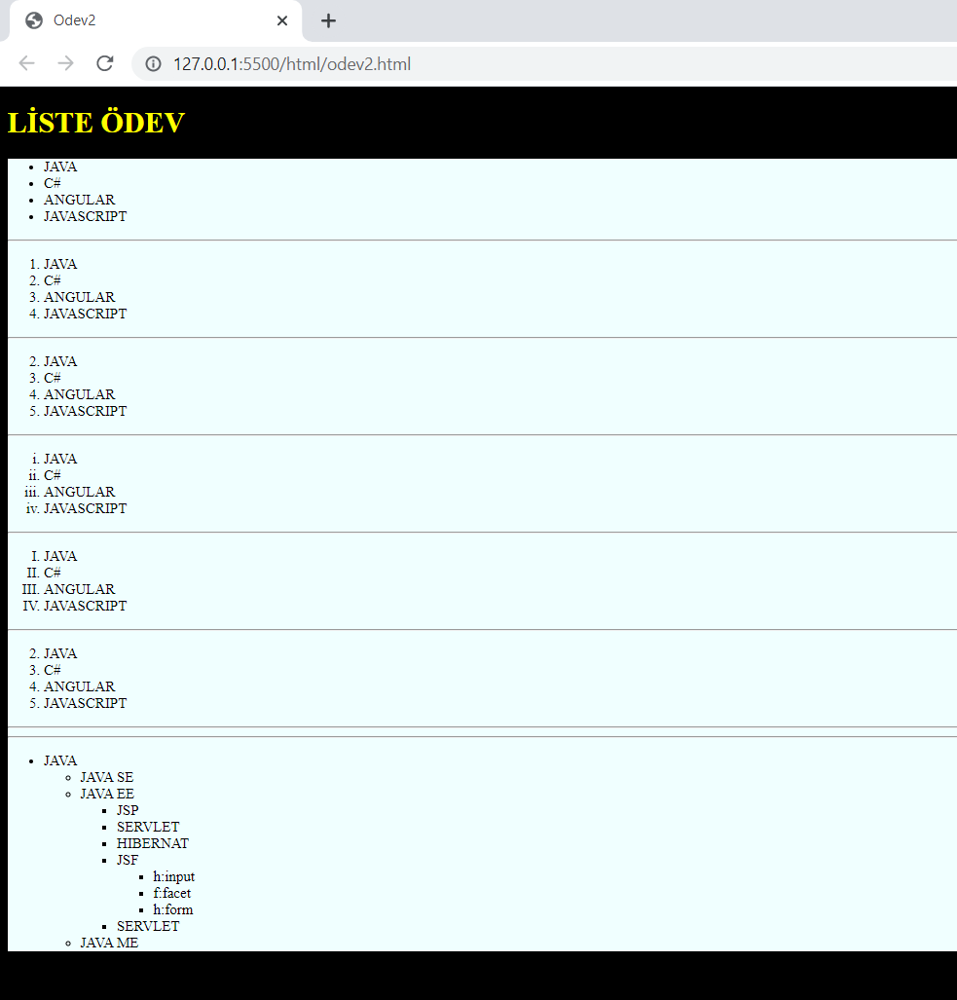 Odev2
127.0.0.1:5500/html/odev2.html
LİSTE ÖDEV
• JAVA
• C#
• ANGULAR
• JAVASCRIPT
1. JAVA
2. C#
3. ANGULAR
4. JAVASCRIPT
2. JAVA
3. C#
4. ANGULAR
5. JAVASCRIPT
i. JAVA
ii. C#
iii. ANGULAR
iv. JAVASCRIPT
I. JAVA
II. C#
III. ANGULAR
IV. JAVASCRIPT
2. JAVA
3. C#
4. ANGULAR
5. JAVASCRIPT
• JAVA
◦ JAVA SE
◦ JAVA EE
▪ JSP
▪ SERVLET
▪ HIBERNAT
▪ JSF
▪ h:input
▪ f:facet
▪ h:form
▪ SERVLET
◦ JAVA ME